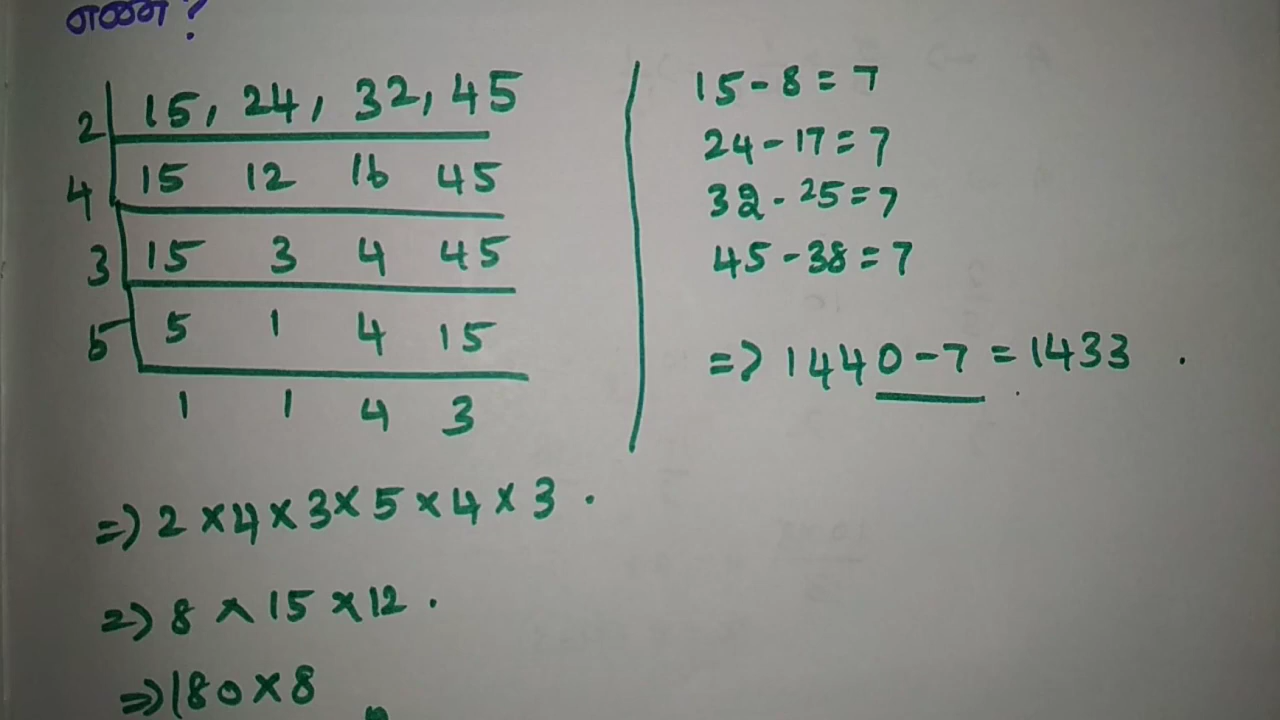 என்ன?
2 | 15, 24, 32, 45
4 | 15 12 16 45
3 | 15 3 4 45
5 | 5 1 4 15
1 1 4 3
=> 2 × 4 × 3 × 5 × 4 × 3 .
=> 8 × 15 × 12 .
=> 180 × 8
15 - 8 = 7
24 - 17 = 7
32 - 25 = 7
45 - 38 = 7
=> 1440 - 7 = 1433 .